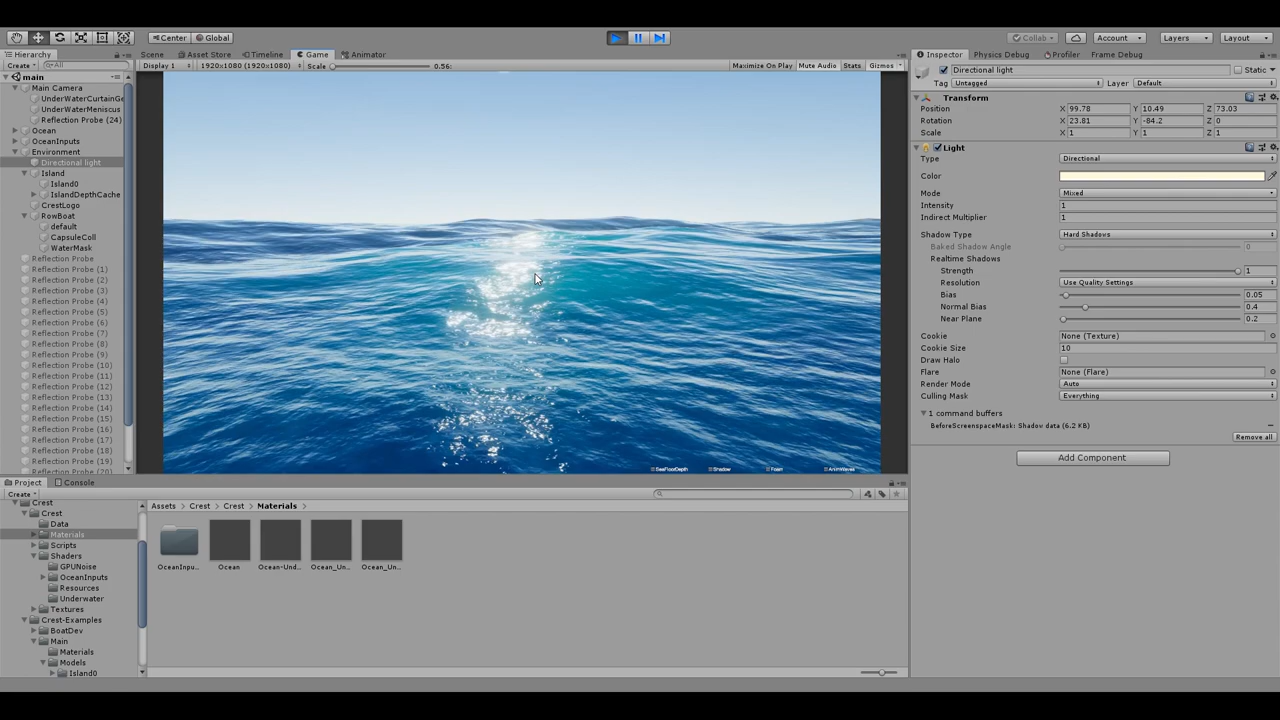 Center Global
Collab Account Layers Layout
Hierarchy
Create All
main
Main Camera
UnderWaterCurtainGe
UnderWaterMeniscus
Reflection Probe (24)
Ocean
OceanInputs
Environment
Directional light
Island
Island0
IslandDepthCache
CrestLogo
RowBoat
default
CapsuleColl
WaterMask
Reflection Probe
Reflection Probe (1)
Reflection Probe (2)
Reflection Probe (3)
Reflection Probe (4)
Reflection Probe (5)
Reflection Probe (6)
Reflection Probe (7)
Reflection Probe (8)
Reflection Probe (9)
Reflection Probe (10)
Reflection Probe (11)
Reflection Probe (12)
Reflection Probe (13)
Reflection Probe (14)
Reflection Probe (15)
Reflection Probe (16)
Reflection Probe (17)
Reflection Probe (18)
Reflection Probe (19)
Reflection Probe (20)
Scene Asset Store Timeline Game Animator
Display 1 1920x1080 (1920x1080) Scale 0.56: Maximize On Play Mute Audio Stats Gizmos
SeaFloorDepth Shadow Foam AnimWaves
Inspector Physics Debug Profiler Frame Debug
Directional light Static
Tag Untagged Layer Default
Transform
Position X 99.78 Y 10.49 Z 73.03
Rotation X 23.81 Y -84.2 Z 0
Scale X 1 Y 1 Z 1
Light
Type Directional
Color
Mode Mixed
Intensity 1
Indirect Multiplier 1
Shadow Type Hard Shadows
Baked Shadow Angle 0
Realtime Shadows
Strength 1
Resolution Use Quality Settings
Bias 0.05
Normal Bias 0.4
Near Plane 0.2
Cookie None (Texture)
Cookie Size 10
Draw Halo
Flare None (Flare)
Render Mode Auto
Culling Mask Everything
1 command buffers
BeforeScreenspaceMask: Shadow data (6.2 KB)
Remove all
Add Component
Project Console
Create
Crest
Crest
Data
Materials
Scripts
Shaders
GPUNoise
OceanInputs
Resources
Underwater
Textures
Crest-Examples
BoatDev
Main
Materials
Models
Island0
Assets Crest Crest Materials
OceanInpu... Ocean Ocean-Und... Ocean_Un... Ocean_Un...